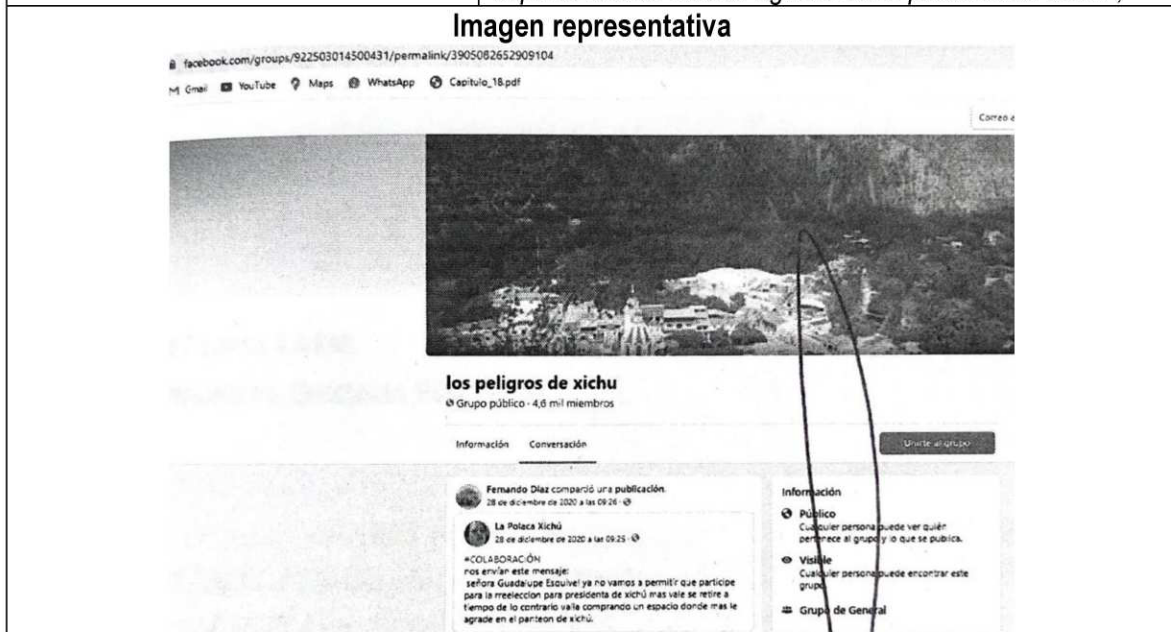 Imagen representativa
facebook.com/groups/922503014500431/permalink/3905082652909104
Gmail YouTube Maps WhatsApp Capitulo_18.pdf
Correo
los peligros de xichu
Grupo público · 4,6 mil miembros
Información Conversación
Unirte al grupo
Fernando Díaz compartió una publicación.
28 de diciembre de 2020 a las 09:26
La Polaca Xichú
28 de diciembre de 2020 a las 09:25
#COLABORACIÓN
nos envían este mensaje:
señora Guadalupe Esquivel ya no vamos a permitir que participe
para la rreeleccion para presidenta de xichú mas vale se retire a
tiempo de lo contrario valla comprando un espacio donde mas le
agrade en el panteon de xichú.
Información
Público
Cualquier persona puede ver quién
pertenece al grupo y lo que se publica.
Visible
Cualquier persona puede encontrar este
grupo.
Grupo de General